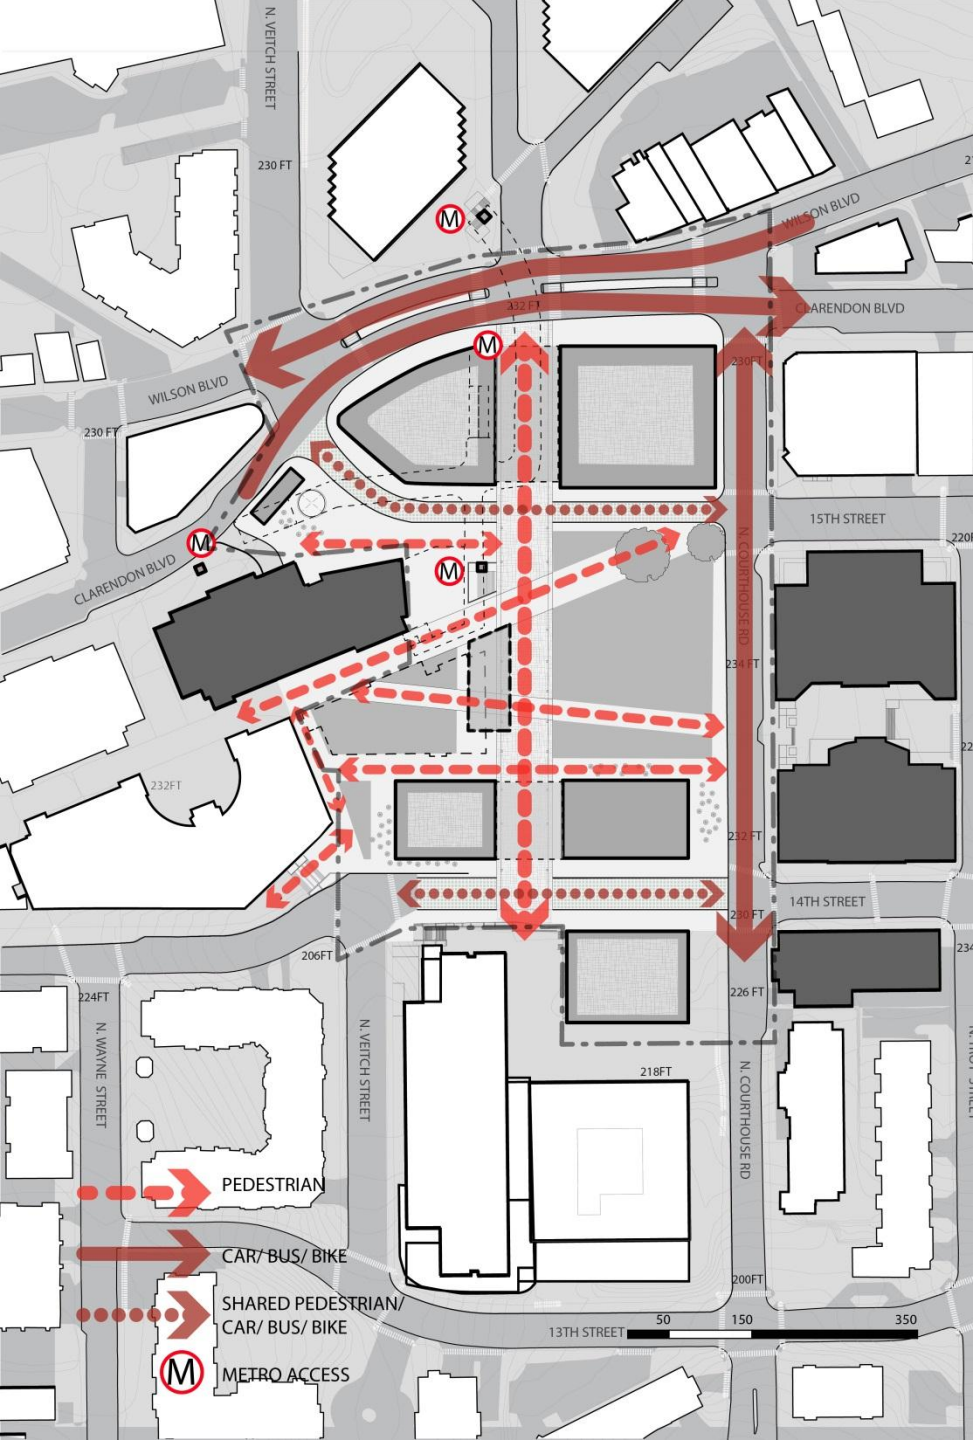 N. VEITCH STREET
230 FT
M
WILSON BLVD
232 FT
CLARENDON BLVD
M
230FT
WILSON BLVD
230 FT
15TH STREET
220F
M
CLARENDON BLVD
M
N. COURTHOUSE RD
234 FT
232FT
232 FT
14TH STREET
230 FT
206FT
234
224FT
226 FT
N. WAYNE STREET
N. VEITCH STREET
N. COURTHOUSE RD
218FT
PEDESTRIAN
CAR/ BUS/ BIKE
200FT
SHARED PEDESTRIAN/
CAR/ BUS/ BIKE
13TH STREET
50 150 350
M METRO ACCESS